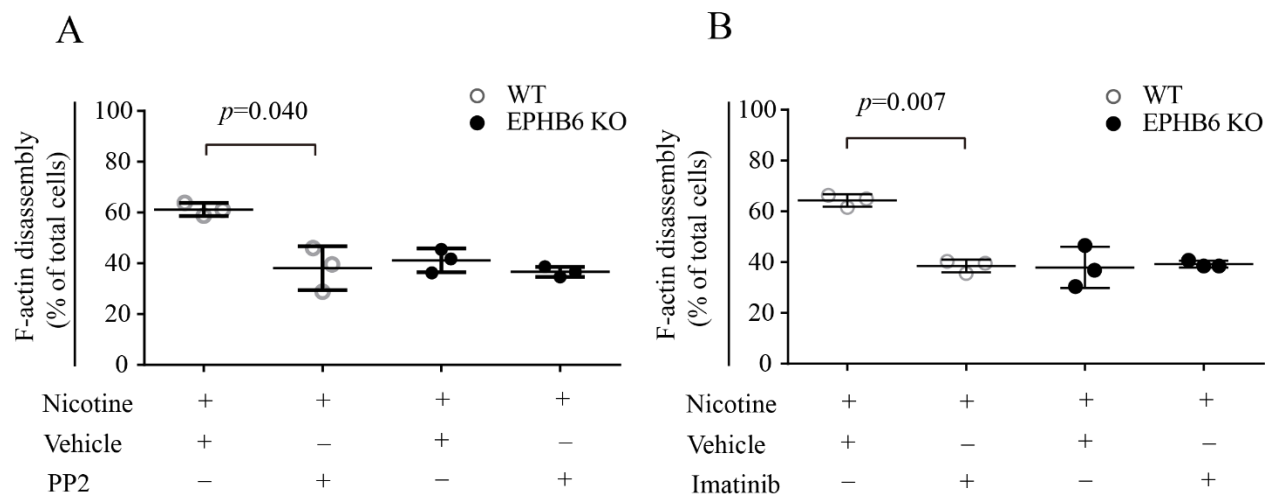 A
F-actin disassembly
(% of total cells)
100
80
60
40
20
0
p=0.040
WT
EPHB6 KO
Nicotine + + + +
Vehicle + – + –
PP2 – + – +
B
F-actin disassembly
(% of total cells)
100
80
60
40
20
0
p=0.007
WT
EPHB6 KO
Nicotine + + + +
Vehicle + – + –
Imatinib – + – +